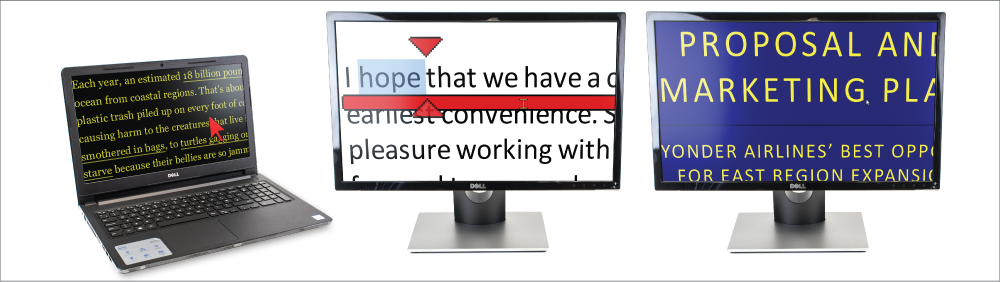 Each year, an estimated 18 billion poun
ocean from coastal regions. That's abou
plastic trash piled up on every foot of co
causing harm to the creatures that live
smothered in bags, to turtles gagging ou
starve because their bellies are so jamm
DELL
I hope that we have a c
earliest convenience. S
pleasure working with
DELL
PROPOSAL AND
MARKETING PLA
YONDER AIRLINES' BEST OPPO
FOR EAST REGION EXPANSIO
DELL